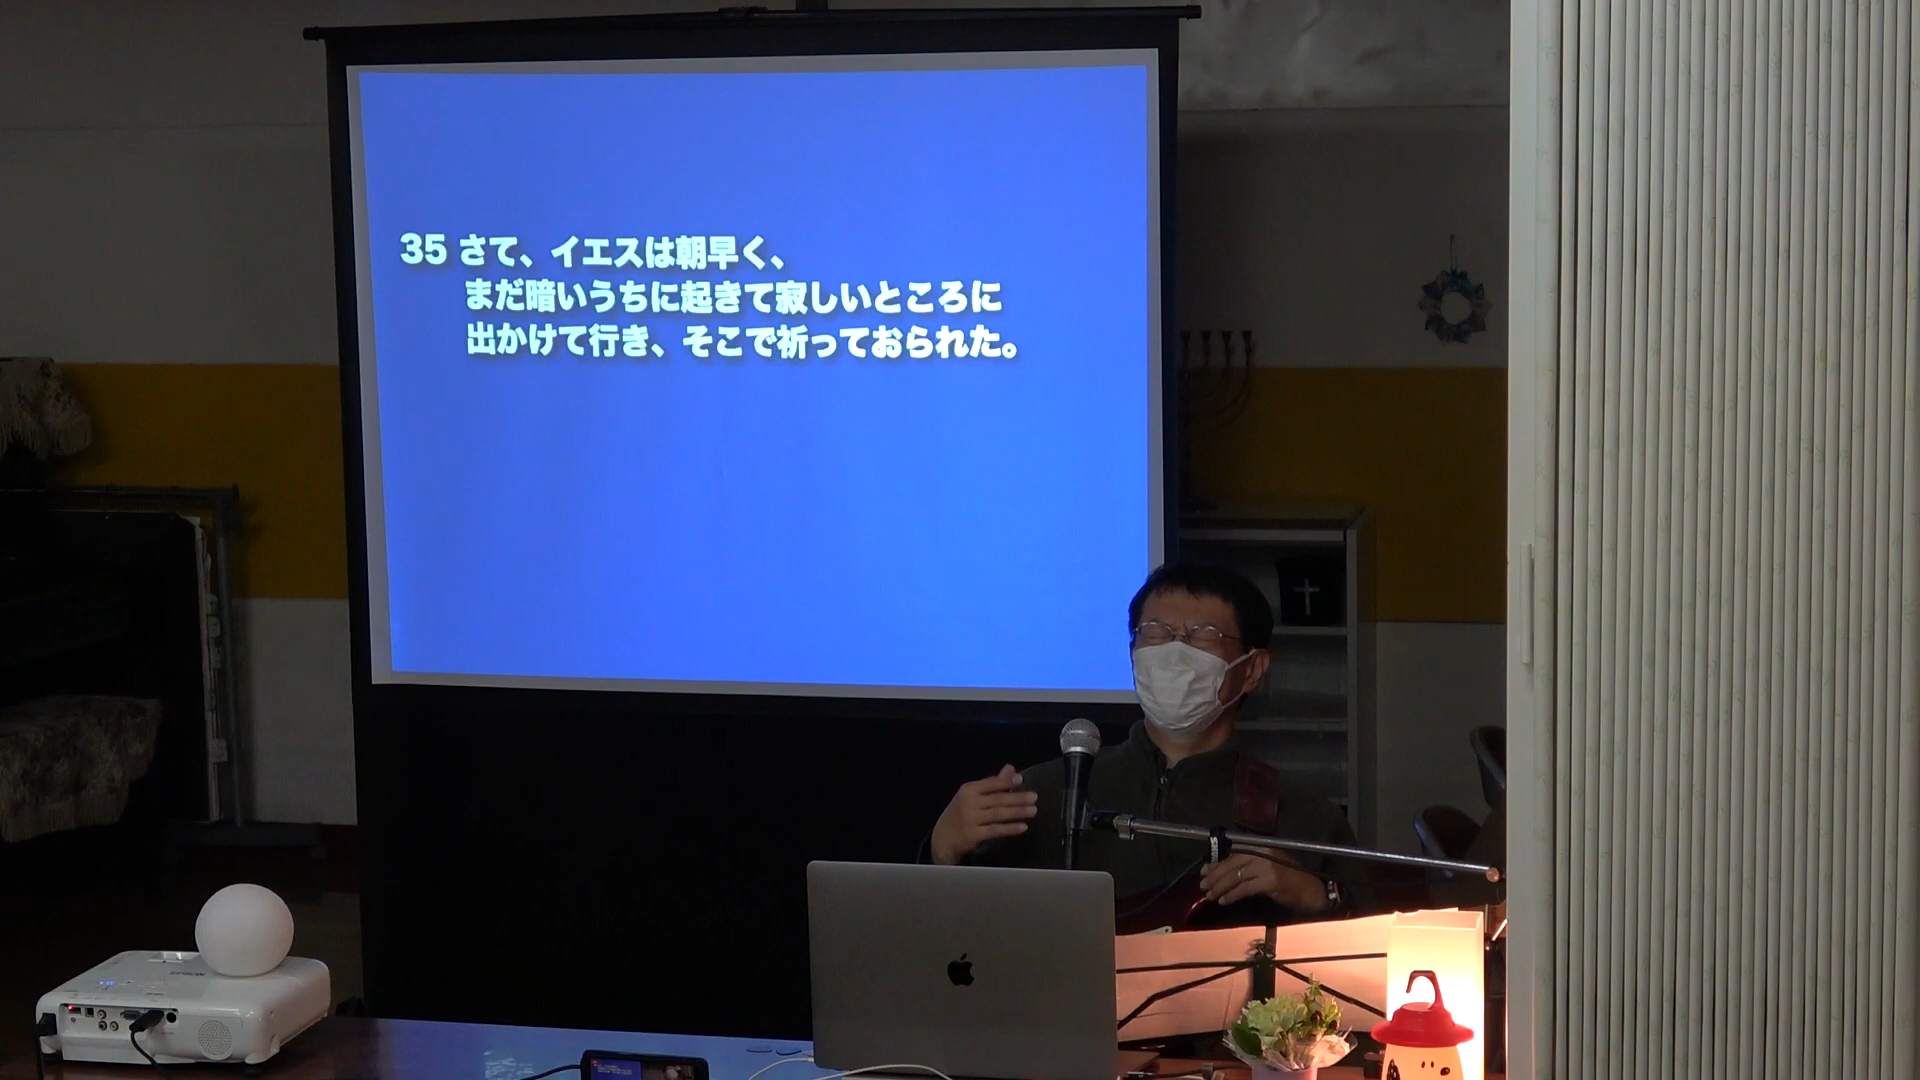 35 さて、イエスは朝早く、
まだ暗いうちに起きて寂しいところに
出かけて行き、そこで祈っておられた。
EPSON